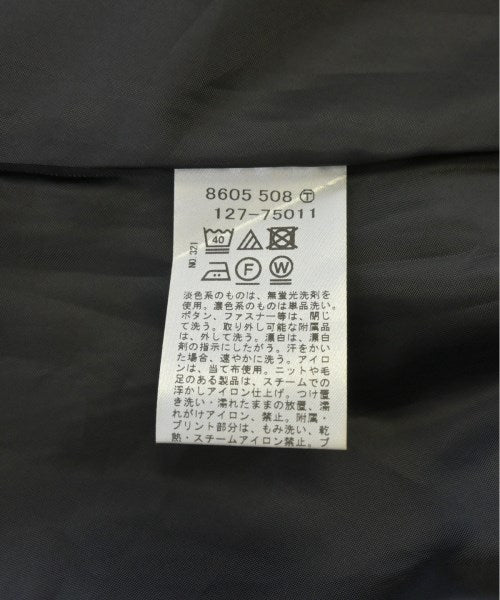 8605 508 Ⓣ
127-75011
40
F W
NO.321
淡色系のものは、無蛍光洗剤を
使用。濃色系のものは単品洗い。
ボタン、ファスナー等は、閉じ
て洗う。取り外し可能な附属品
は、外して洗う。漂白は、漂白
剤の指示にしたがう。汗をかい
た場合、速やかに洗う。アイロ
ンは、当て布使用。ニットや毛
足のある製品は、スチームでの
浮かしアイロン仕上げ。つけ置
き洗い・濡れたままの放置、濡
れがけアイロン、禁止。附属・
プリント部分は、もみ洗い、乾
熱・スチームアイロン禁止。プ